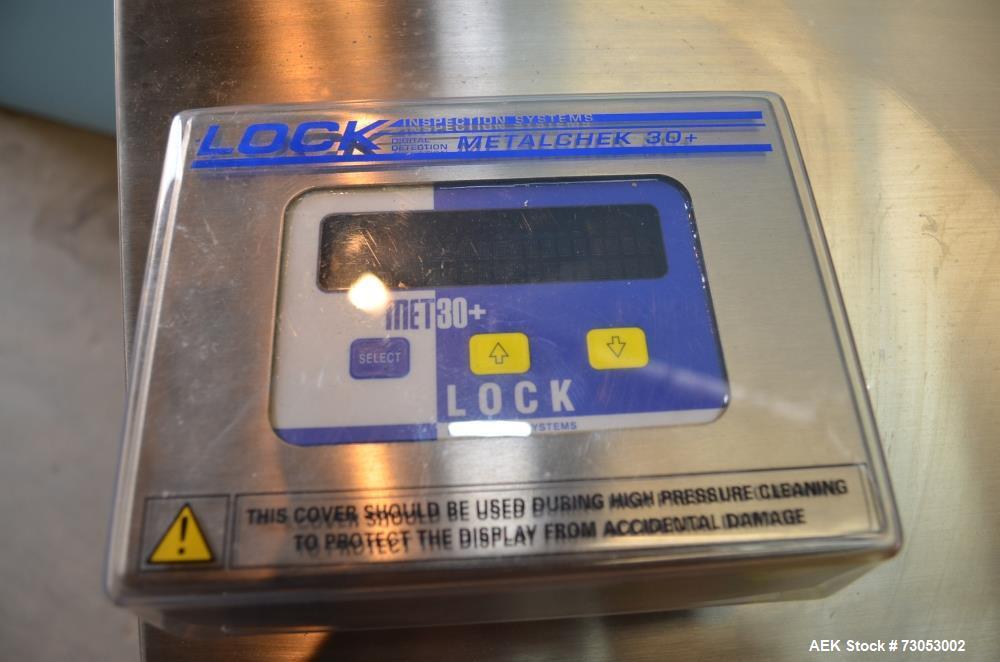 LOCK INSPECTION SYSTEMS
DIGITAL DETECTION METALCHEK 30+
MET30+
SELECT
LOCK
YSTEMS
THIS COVER SHOULD BE USED DURING HIGH PRESSURE CLEANING
TO PROTECT THE DISPLAY FROM ACCIDENTAL DAMAGE
AEK Stock # 73053002